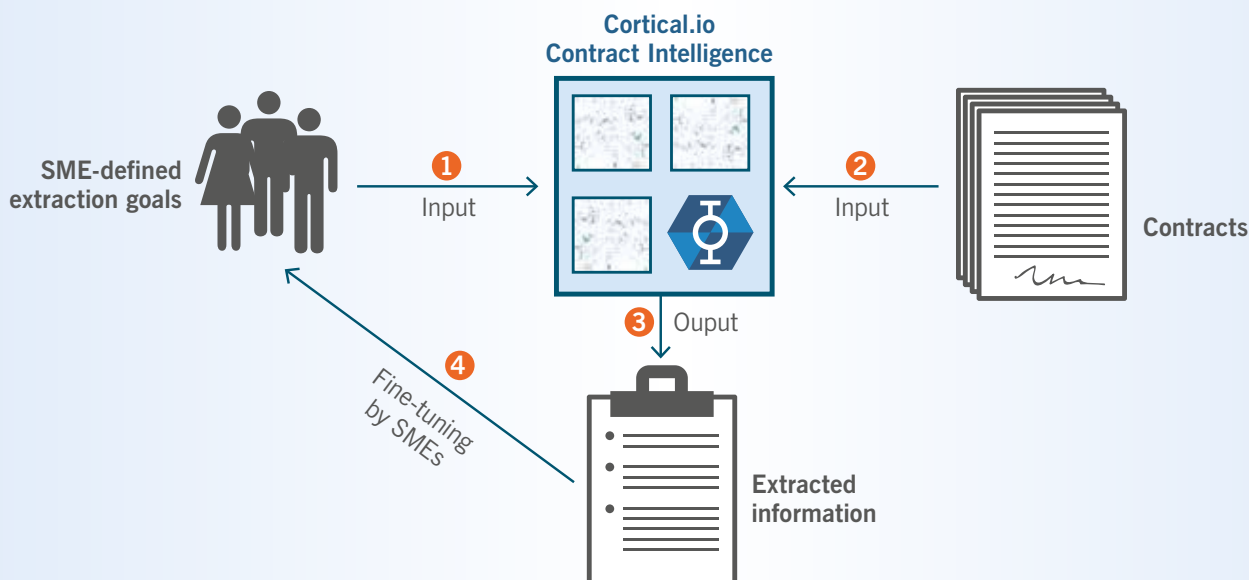 Cortical.io
Contract Intelligence
SME-defined
extraction goals
1
Input
2
Input
Contracts
3 Ouput
4
Fine-tuning
by SMEs
Extracted
information